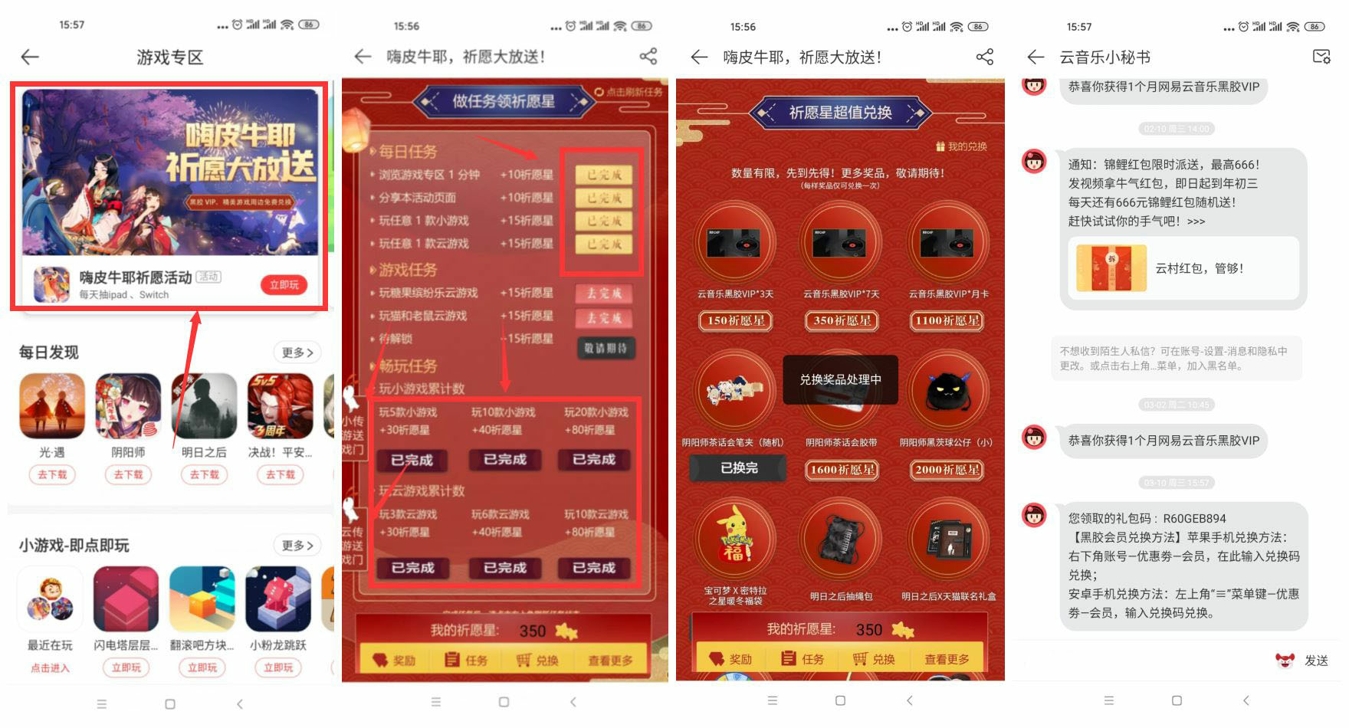 15:57
86
游戏专区
嗨皮牛耶
祈愿大放送
黑胶 VIP，精美游戏周边免费兑换
嗨皮牛耶祈愿活动 活动
每天抽ipad 、Switch
立即玩
每日发现
更多
5v5
3周年
光·遇
阴阳师
明日之后
决战！平安...
去下载
去下载
去下载
去下载
小游戏-即点即玩
更多
最近在玩
闪电塔层层...
翻滚吧方块...
小粉龙跳跃
点击进入
立即玩
立即玩
立即玩
15:56
86
嗨皮牛耶，祈愿大放送！
做任务领祈愿星
点击刷新任务
每日任务
浏览游戏专区 1 分钟 +10祈愿星 已完成
分享本活动页面 +10祈愿星 已完成
玩任意 1 款小游戏 +15祈愿星 已完成
玩任意 1 款云游戏 +15祈愿星 已完成
游戏任务
玩糖果缤纷乐云游戏 +15祈愿星 去完成
玩猫和老鼠云游戏 +15祈愿星 去完成
待解锁 +15祈愿星 敬请期待
畅玩任务
玩小游戏累计数
玩5款小游戏 玩10款小游戏 玩20款小游戏
+30祈愿星 +40祈愿星 +80祈愿星
已完成 已完成 已完成
玩云游戏累计数
玩3款云游戏 玩6款云游戏 玩10款云游戏
+30祈愿星 +40祈愿星 +80祈愿星
已完成 已完成 已完成
小游戏传送门
云游戏传送门
我的祈愿星: 350
奖励 任务 兑换 查看更多
15:56
86
嗨皮牛耶，祈愿大放送！
祈愿星超值兑换
我的兑换
数量有限，先到先得！更多奖品，敬请期待！
(每样奖品仅可兑换一次)
云音乐黑胶VIP*3天 云音乐黑胶VIP*7天 云音乐黑胶VIP*月卡
150祈愿星 350祈愿星 1100祈愿星
兑换奖品处理中
阴阳师茶话会笔夹（随机） 阴阳师茶话会胶带 阴阳师黑茨球公仔（小）
已换完 1600祈愿星 2000祈愿星
福!
宝可梦 X 密特拉
之星暖冬福袋
明日之后抽绳包
明日之后X天猫联名礼盒
我的祈愿星: 350
奖励 任务 兑换 查看更多
15:57
86
云音乐小秘书
恭喜你获得1个月网易云音乐黑胶VIP
02-10 周三 14:00
通知：锦鲤红包限时派送，最高666！
发视频拿牛气红包，即日起到年初三
每天还有666元锦鲤红包随机送！
赶快试试你的手气吧！>>>
拆
云村红包，管够！
不想收到陌生人私信？可在账号-设置-消息和隐私中
更改。或点击右上角...菜单，加入黑名单。
03-02 周二 10:45
恭喜你获得1个月网易云音乐黑胶VIP
03-10 周三 15:57
您领取的礼包码 : R60GEB894
【黑胶会员兑换方法】苹果手机兑换方法：
右下角账号—优惠券—会员，在此输入兑换码
兑换；
安卓手机兑换方法：左上角“≡”菜单键—优惠
券—会员，输入兑换码兑换。
发送